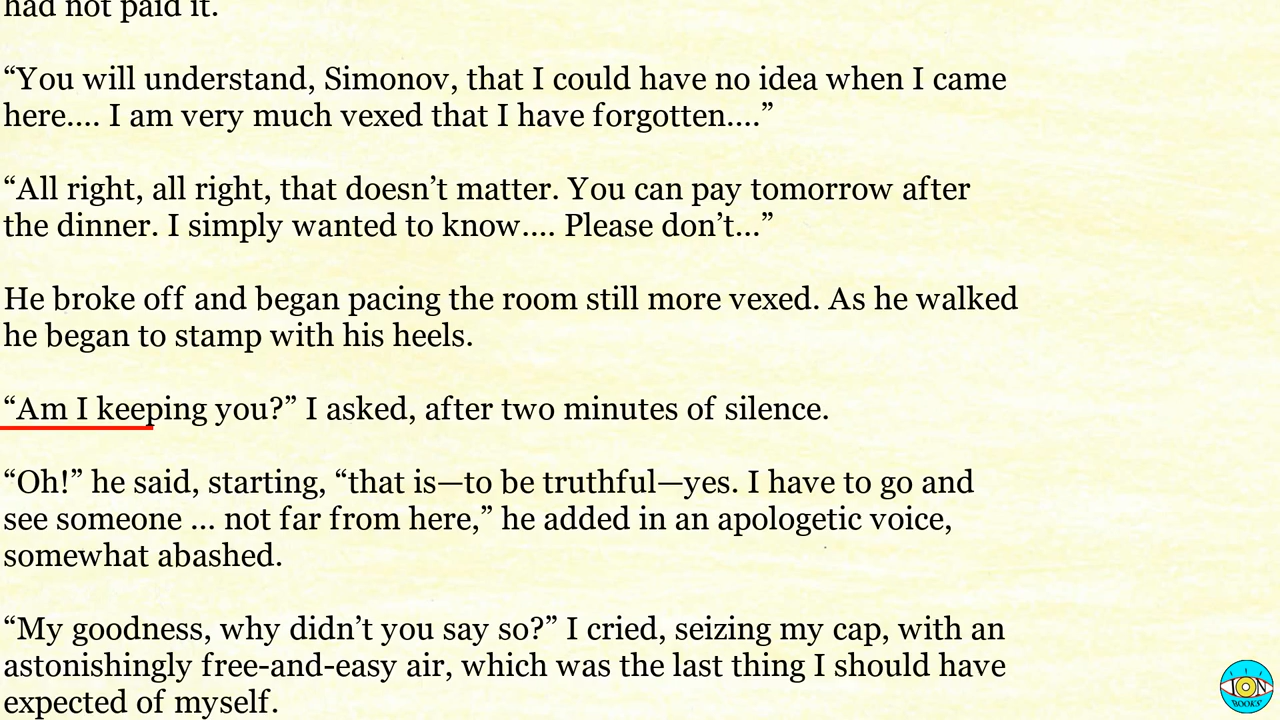 had not paid it.
“You will understand, Simonov, that I could have no idea when I came
here.... I am very much vexed that I have forgotten....”
“All right, all right, that doesn’t matter. You can pay tomorrow after
the dinner. I simply wanted to know.... Please don’t...”
He broke off and began pacing the room still more vexed. As he walked
he began to stamp with his heels.
“Am I keeping you?” I asked, after two minutes of silence.
“Oh!” he said, starting, “that is—to be truthful—yes. I have to go and
see someone ... not far from here,” he added in an apologetic voice,
somewhat abashed.
“My goodness, why didn’t you say so?” I cried, seizing my cap, with an
astonishingly free-and-easy air, which was the last thing I should have
expected of myself.
ION
BOOKS